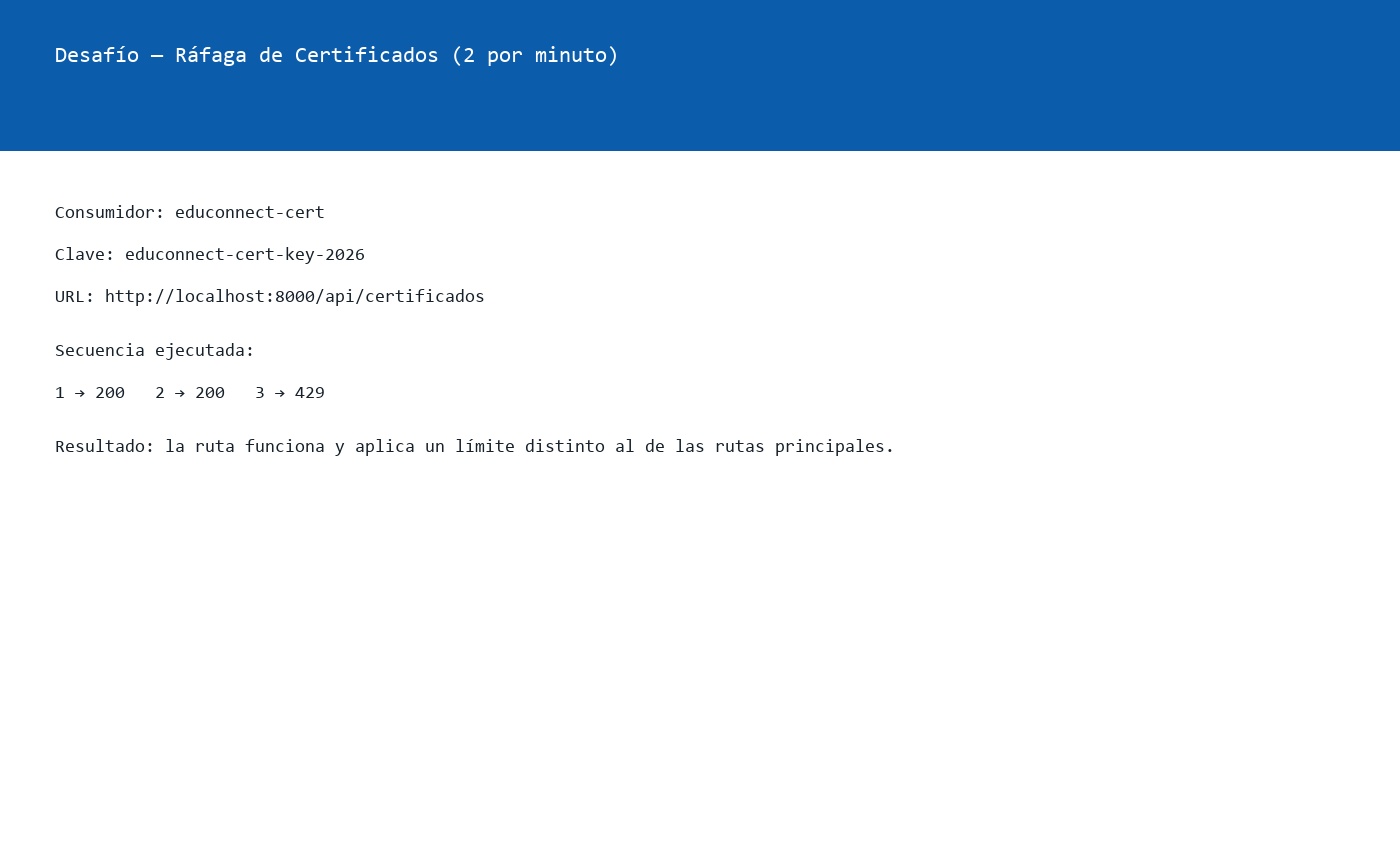 Desafío — Ráfaga de Certificados (2 por minuto)
Consumidor: educonnect-cert
Clave: educonnect-cert-key-2026
URL: http://localhost:8000/api/certificados
Secuencia ejecutada:
1 → 200   2 → 200   3 → 429
Resultado: la ruta funciona y aplica un límite distinto al de las rutas principales.